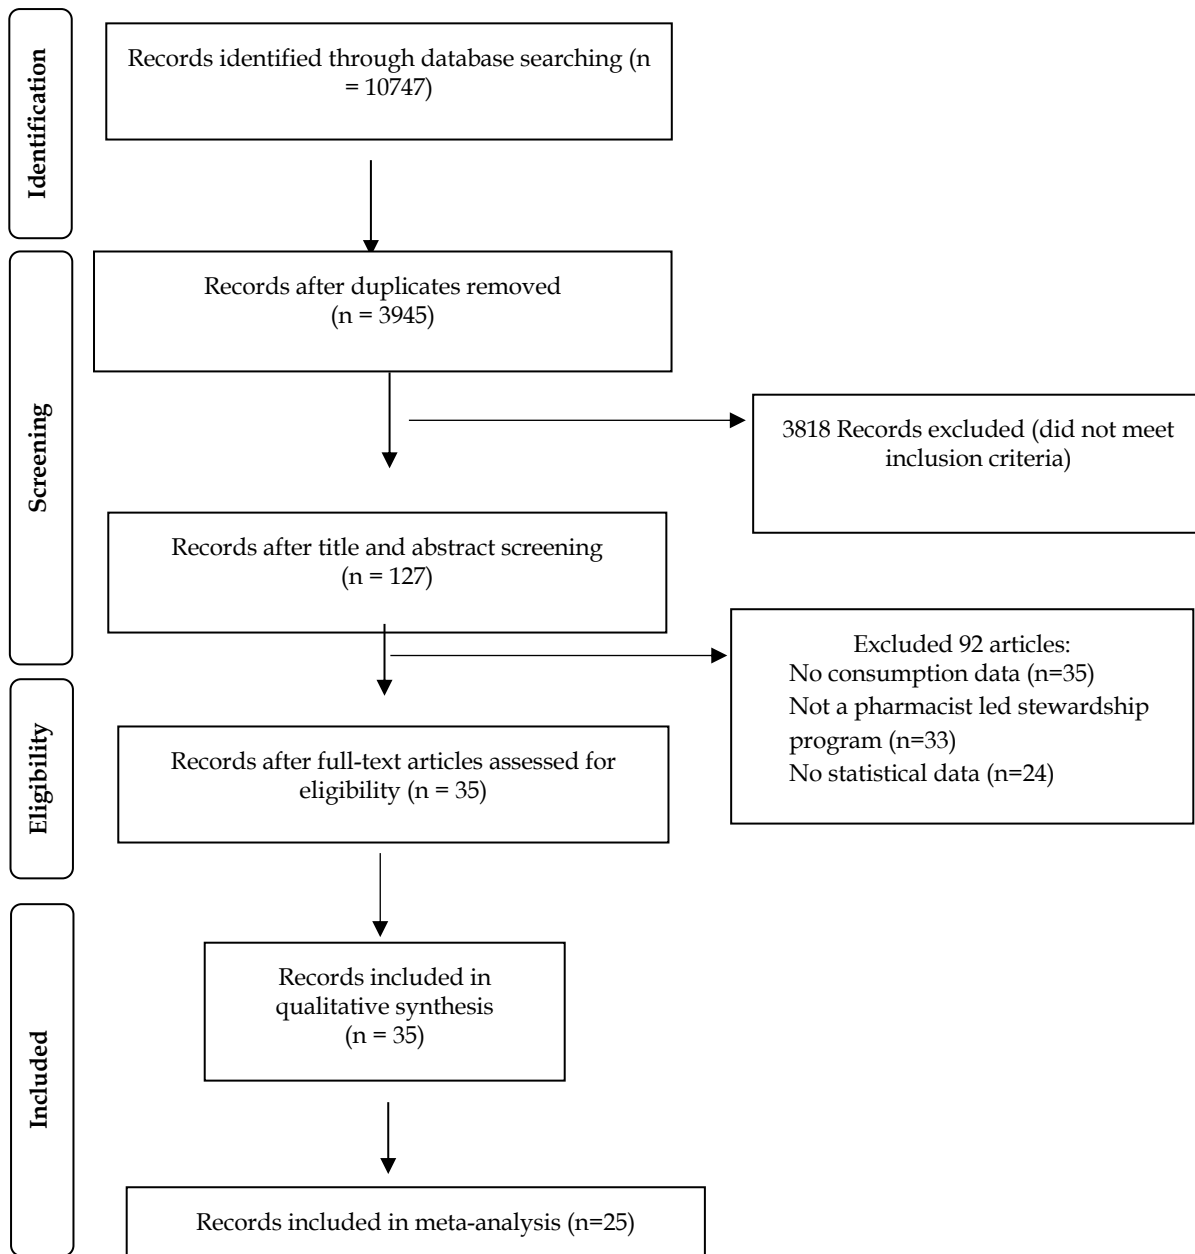 Identification
Records identified through database searching (n
= 10747)
Records after duplicates removed
(n = 3945)
Screening
3818 Records excluded (did not meet
inclusion criteria)
Records after title and abstract screening
(n = 127)
Excluded 92 articles:
No consumption data (n=35)
Not a pharmacist led stewardship
program (n=33)
No statistical data (n=24)
Eligibility
Records after full-text articles assessed for
eligibility (n = 35)
Included
Records included in
qualitative synthesis
(n = 35)
Records included in meta-analysis (n=25)